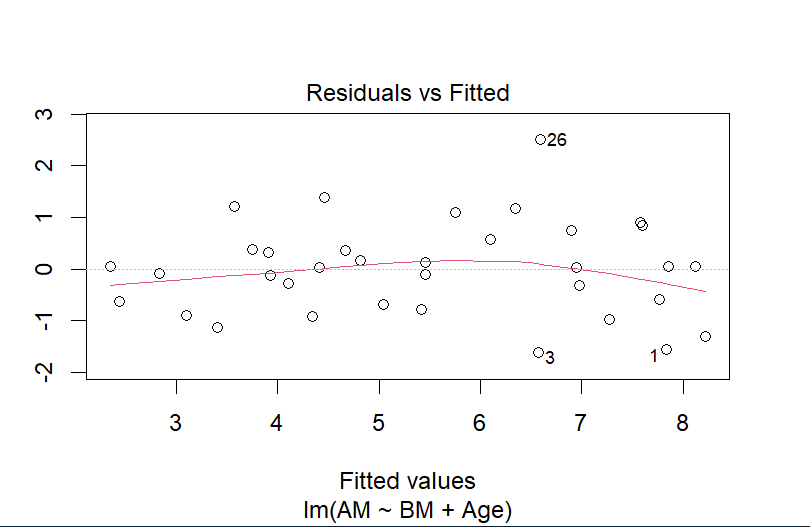 Residuals vs Fitted
3
2
1
0
-1
-2
26
3
1
3 4 5 6 7 8
Fitted values
lm(AM ~ BM + Age)